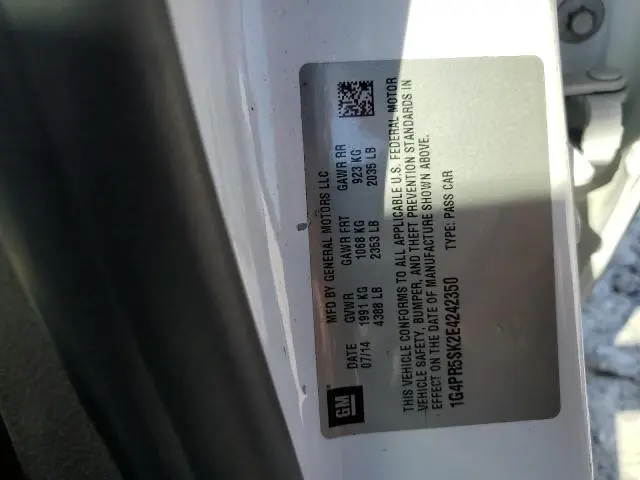 GM
MFD BY GENERAL MOTORS LLC
DATE GVWR GAWR FRT GAWR RR
07/14 1991 KG 1068 KG 923 KG
4388 LB 2353 LB 2035 LB
THIS VEHICLE CONFORMS TO ALL APPLICABLE U.S. FEDERAL MOTOR
VEHICLE SAFETY, BUMPER, AND THEFT PREVENTION STANDARDS IN
EFFECT ON THE DATE OF MANUFACTURE SHOWN ABOVE.
1G4PR5SK2E4242350 TYPE: PASS CAR